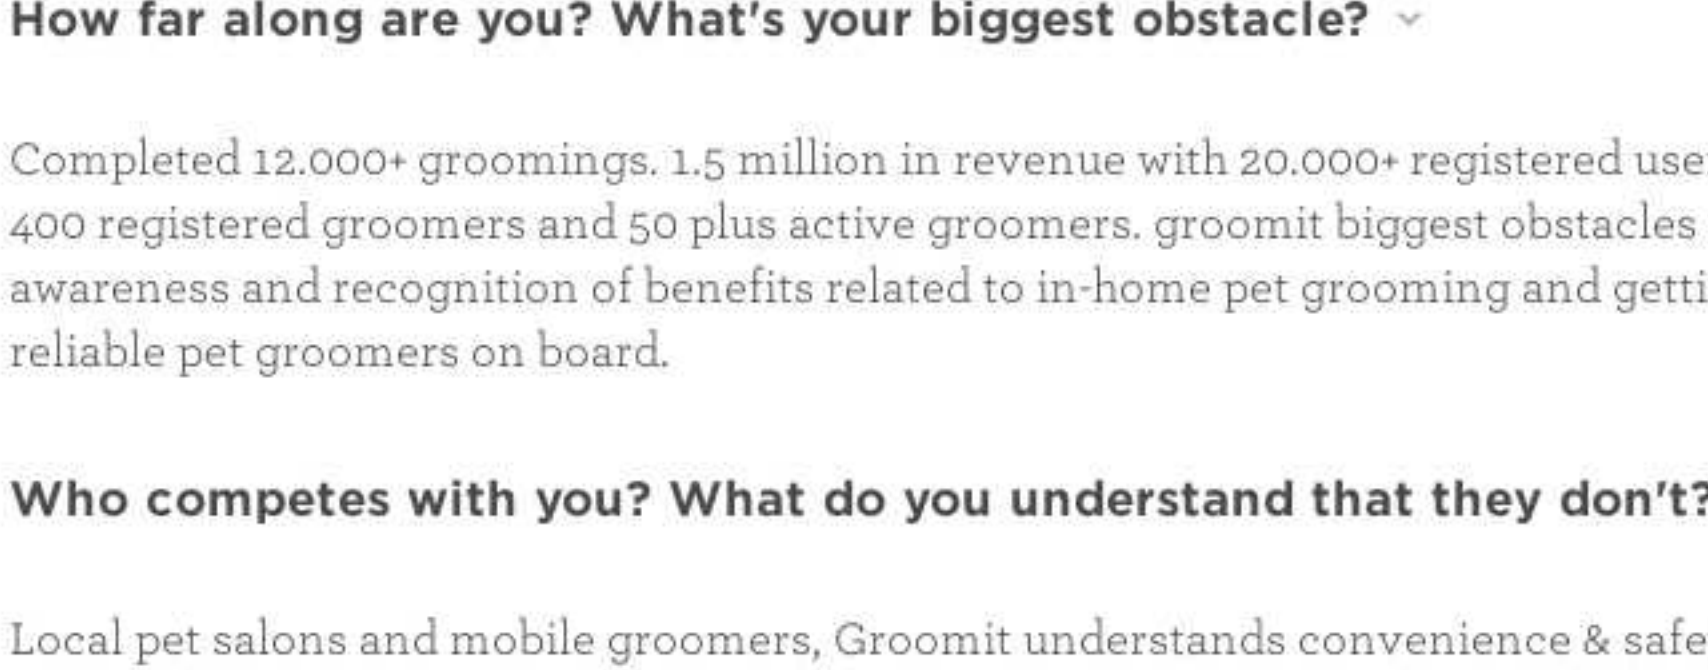 How far along are you? What's your biggest obstacle?
Completed 12.000+ groomings. 1.5 million in revenue with 20.000+ registered use
400 registered groomers and 50 plus active groomers. groomit biggest obstacles
awareness and recognition of benefits related to in-home pet grooming and getti
reliable pet groomers on board.
Who competes with you? What do you understand that they don't?
Local pet salons and mobile groomers, Groomit understands convenience & safe